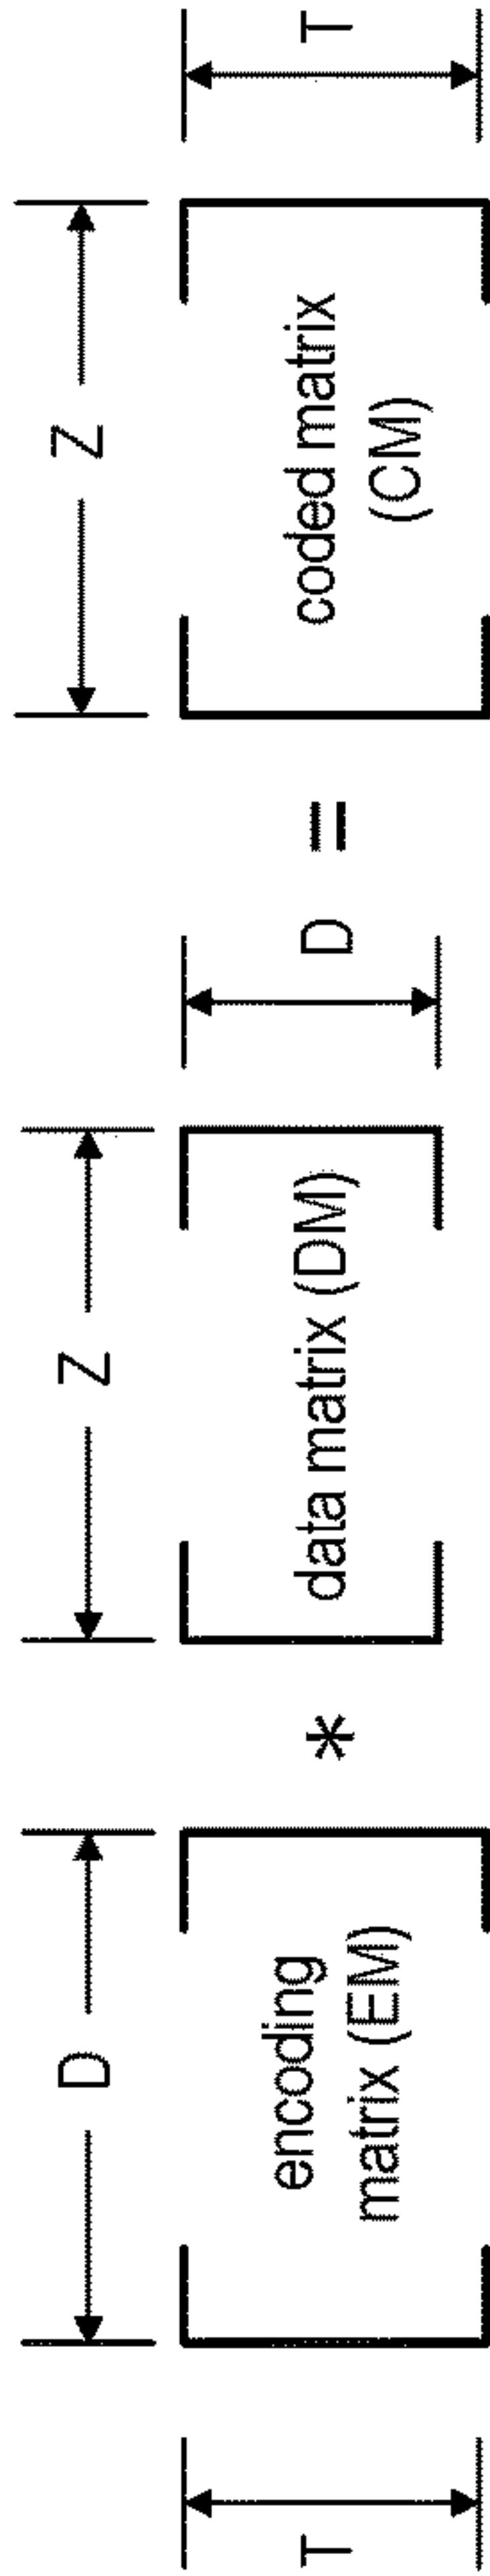 D
T
encoding
matrix (EM)
*
Z
data matrix (DM)
D
=
Z
coded matrix
(CM)
T